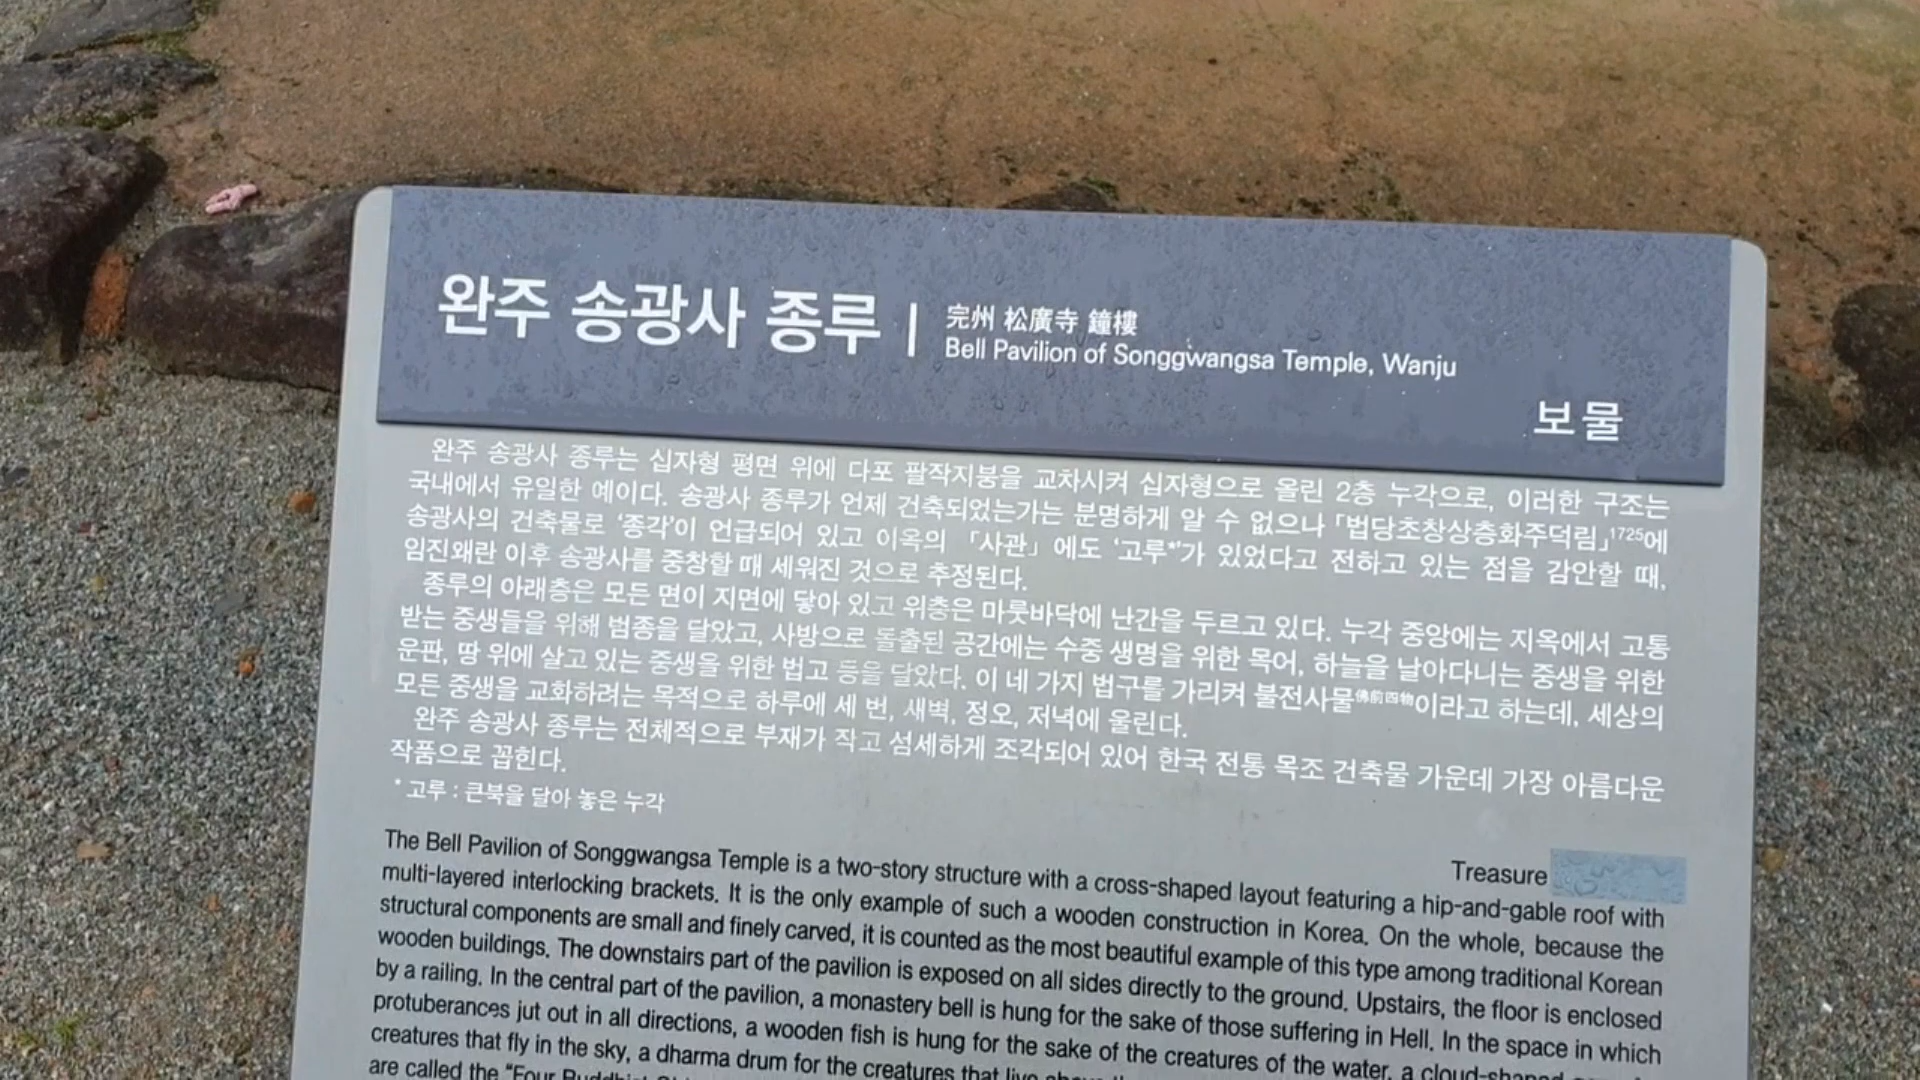 완주 송광사 종루
完州 松廣寺 鐘樓
Bell Pavilion of Songgwangsa Temple, Wanju
보물
완주 송광사 종루는 십자형 평면 위에 다포 팔작지붕을 교차시켜 십자형으로 올린 2층 누각으로, 이러한 구조는
국내에서 유일한 예이다. 송광사 종루가 언제 건축되었는가는 분명하게 알 수 없으나 「법당초창상층화주덕림」1725에
송광사의 건축물로 '종각'이 언급되어 있고 이옥의 「사관」에도 '고루*'가 있었다고 전하고 있는 점을 감안할 때,
임진왜란 이후 송광사를 중창할 때 세워진 것으로 추정된다.
종루의 아래층은 모든 면이 지면에 닿아 있고 위층은 마룻바닥에 난간을 두르고 있다. 누각 중앙에는 지옥에서 고통
받는 중생들을 위해 범종을 달았고, 사방으로 돌출된 공간에는 수중 생명을 위한 목어, 하늘을 날아다니는 중생을 위한
운판, 땅 위에 살고 있는 중생을 위한 법고 등을 달았다. 이 네 가지 법구를 가리켜 불전사물佛前四物이라고 하는데, 세상의
모든 중생을 교화하려는 목적으로 하루에 세 번, 새벽, 정오, 저녁에 울린다.
완주 송광사 종루는 전체적으로 부재가 작고 섬세하게 조각되어 있어 한국 전통 목조 건축물 가운데 가장 아름다운
작품으로 꼽힌다.
* 고루 : 큰북을 달아 놓은 누각
Treasure
The Bell Pavilion of Songgwangsa Temple is a two-story structure with a cross-shaped layout featuring a hip-and-gable roof with
multi-layered interlocking brackets. It is the only example of such a wooden construction in Korea. On the whole, because the
structural components are small and finely carved, it is counted as the most beautiful example of this type among traditional Korean
wooden buildings. The downstairs part of the pavilion is exposed on all sides directly to the ground. Upstairs, the floor is enclosed
by a railing. In the central part of the pavilion, a monastery bell is hung for the sake of those suffering in Hell. In the space in which
protuberances jut out in all directions, a wooden fish is hung for the sake of the creatures of the water, a cloud-shaped
creatures that fly in the sky, a dharma drum for the creatures that live
are called the "Four Buddhist